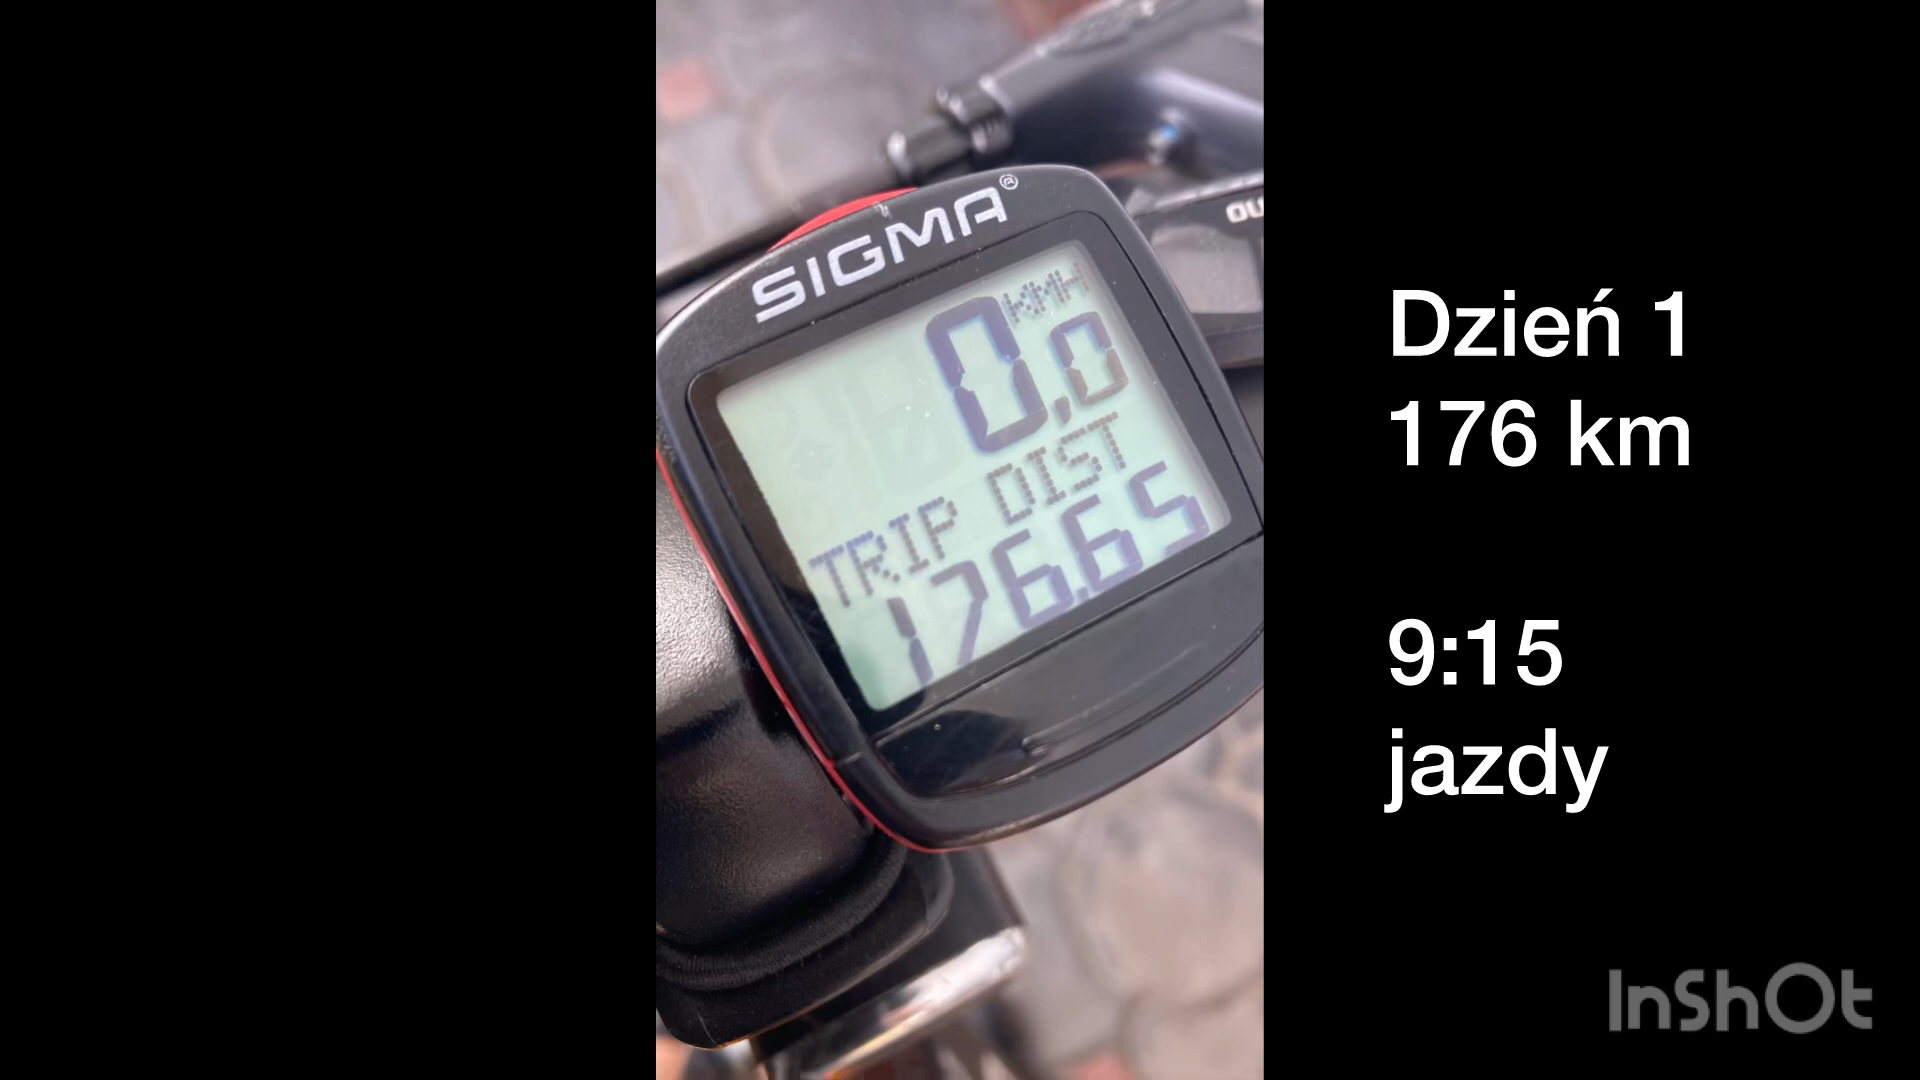 SIGMA®
KMH
0,0
TRIP DIST
176.65
Dzień 1
176 km
9:15
jazdy
InShOt